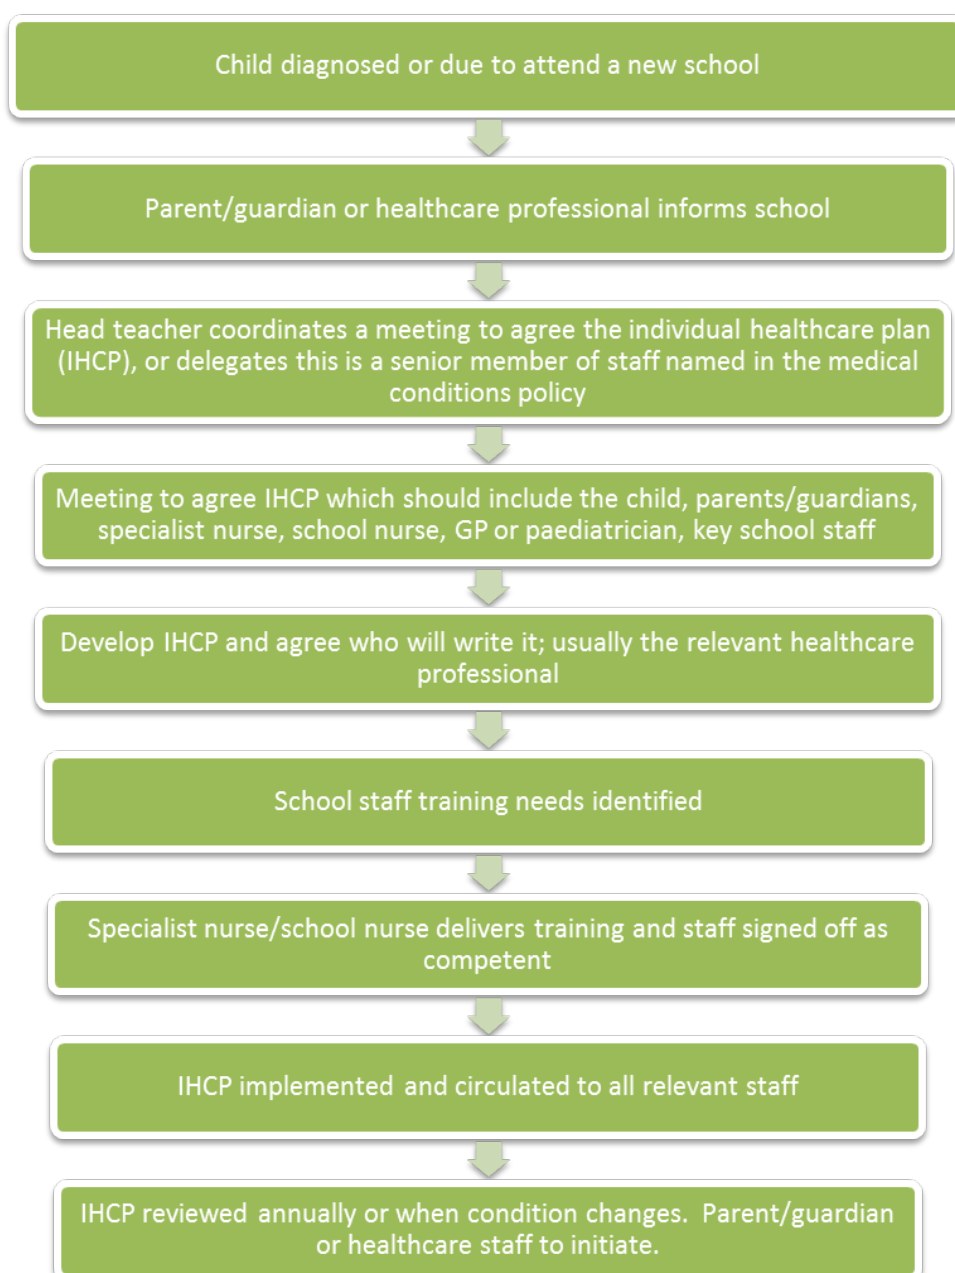 Child diagnosed or due to attend a new school
Parent/guardian or healthcare professional informs school
Head teacher coordinates a meeting to agree the individual healthcare plan
(IHCP), or delegates this is a senior member of staff named in the medical
conditions policy
Meeting to agree IHCP which should include the child, parents/guardians,
specialist nurse, school nurse, GP or paediatrician, key school staff
Develop IHCP and agree who will write it; usually the relevant healthcare
professional
School staff training needs identified
Specialist nurse/school nurse delivers training and staff signed off as
competent
IHCP implemented and circulated to all relevant staff
IHCP reviewed annually or when condition changes. Parent/guardian
or healthcare staff to initiate.